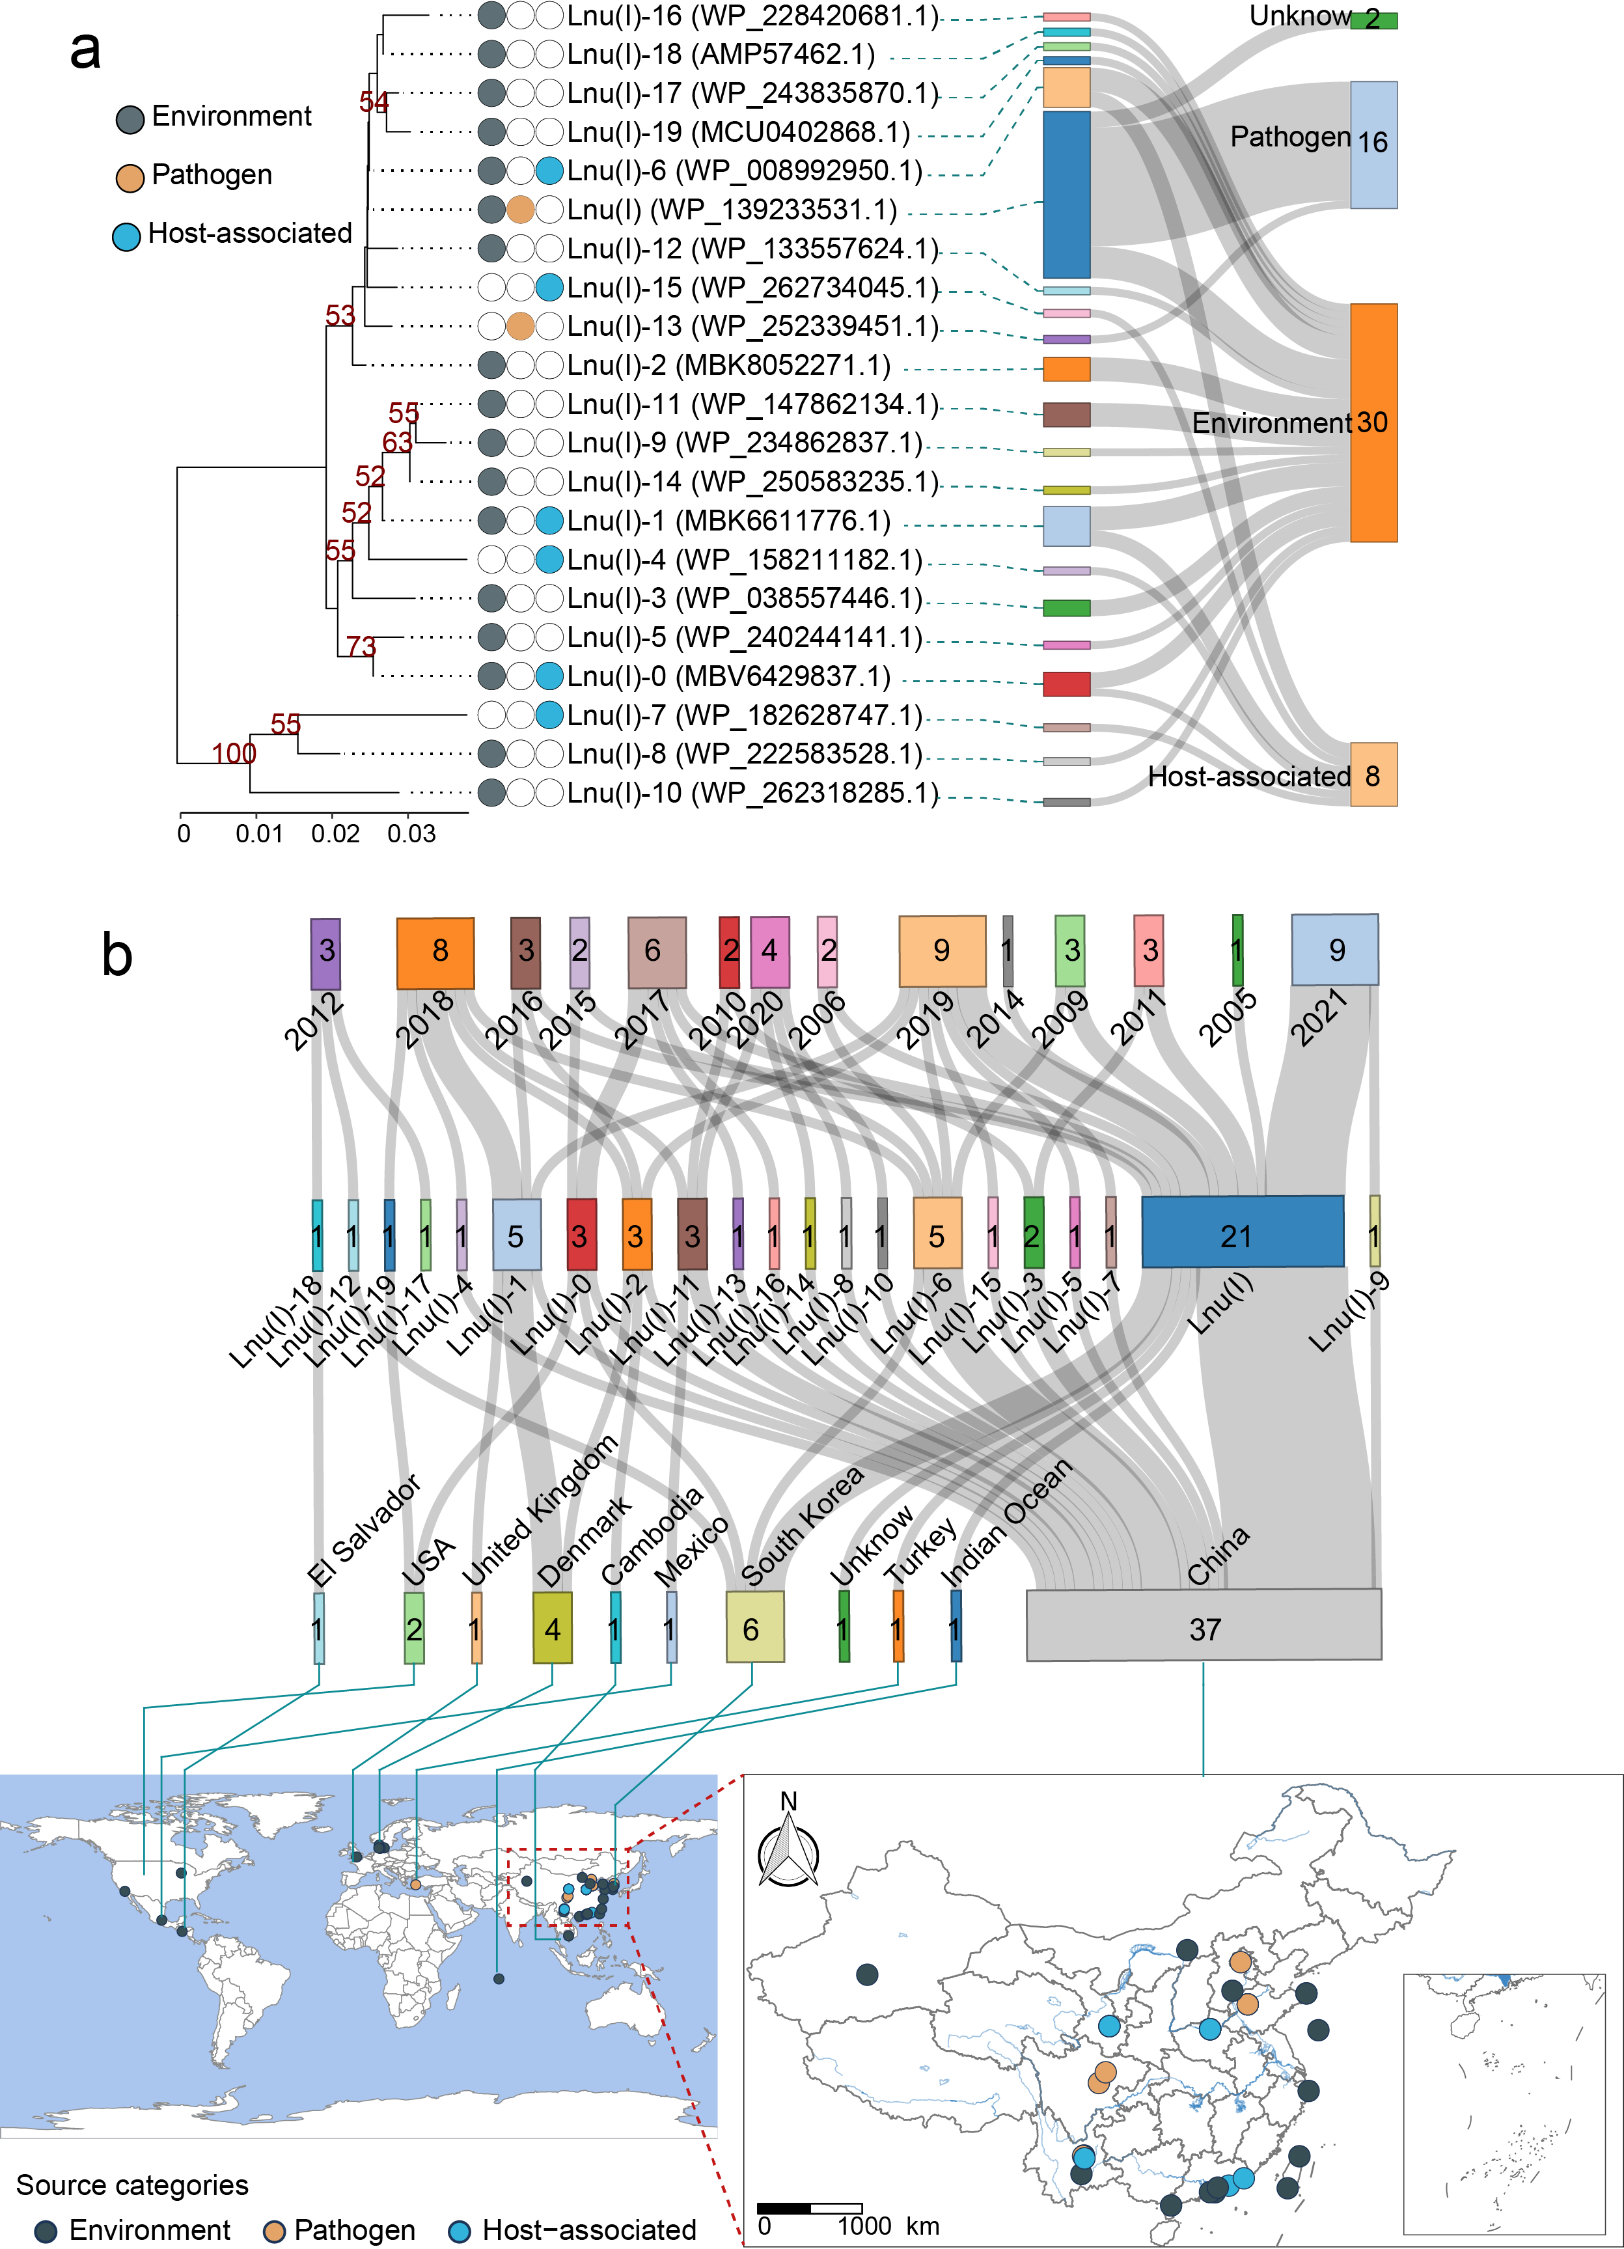 a
Environment
Pathogen
Host-associated
Lnu(I)-16 (WP_228420681.1)
Lnu(I)-18 (AMP57462.1)
Lnu(I)-17 (WP_243835870.1)
Lnu(I)-19 (MCU0402868.1)
Lnu(I)-6 (WP_008992950.1)
Lnu(I) (WP_139233531.1)
Lnu(I)-12 (WP_133557624.1)
Lnu(I)-15 (WP_262734045.1)
Lnu(I)-13 (WP_252339451.1)
Lnu(I)-2 (MBK8052271.1)
Lnu(I)-11 (WP_147862134.1)
Lnu(I)-9 (WP_234862837.1)
Lnu(I)-14 (WP_250583235.1)
Lnu(I)-1 (MBK6611776.1)
Lnu(I)-4 (WP_158211182.1)
Lnu(I)-3 (WP_038557446.1)
Lnu(I)-5 (WP_240244141.1)
Lnu(I)-0 (MBV6429837.1)
Lnu(I)-7 (WP_182628747.1)
Lnu(I)-8 (WP_222583528.1)
Lnu(I)-10 (WP_262318285.1)
54
53
55
63
52
52
55
73
55
100
0 0.01 0.02 0.03
Unknow 2
Pathogen 16
Environment 30
Host-associated 8
b
3 8 3 2 6 2 4 2 9 1 3 3 1 9
2012 2018 2016 2015 2017 2010 2020 2006 2019 2014 2009 2011 2005 2021
1 1 1 1 1 5 3 3 3 1 1 1 1 1 5 1 2 1 1 21 1
Lnu(I)-18 Lnu(I)-12 Lnu(I)-19 Lnu(I)-17 Lnu(I)-4 Lnu(I)-1 Lnu(I)-0 Lnu(I)-2 Lnu(I)-11 Lnu(I)-13 Lnu(I)-16 Lnu(I)-14 Lnu(I)-8 Lnu(I)-10 Lnu(I)-6 Lnu(I)-15 Lnu(I)-3 Lnu(I)-5 Lnu(I)-7 Lnu(I) Lnu(I)-9
El Salvador USA United Kingdom Denmark Cambodia Mexico South Korea Unknow Turkey Indian Ocean China
1 2 1 4 1 1 6 1 1 1 37
N
0 1000 km
Source categories
Environment Pathogen Host−associated